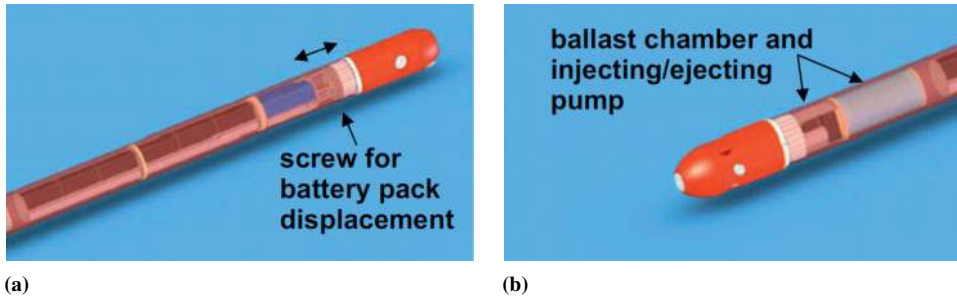 screw for
battery pack
displacement
(a)
ballast chamber and
injecting/ejecting
pump
(b)